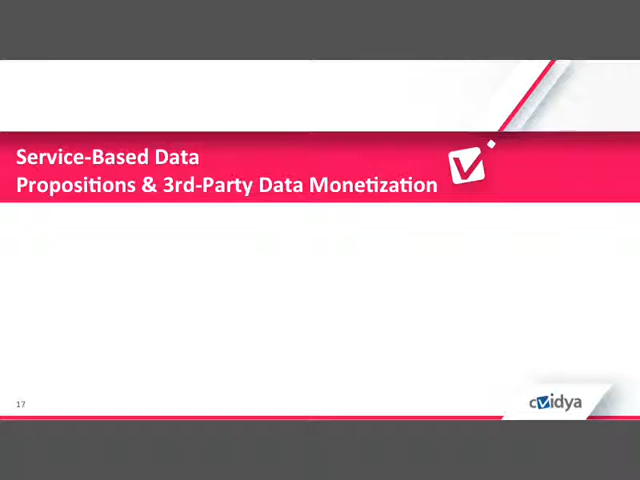 Service-Based Data
Propositions & 3rd-Party Data Monetization
17
cvidya